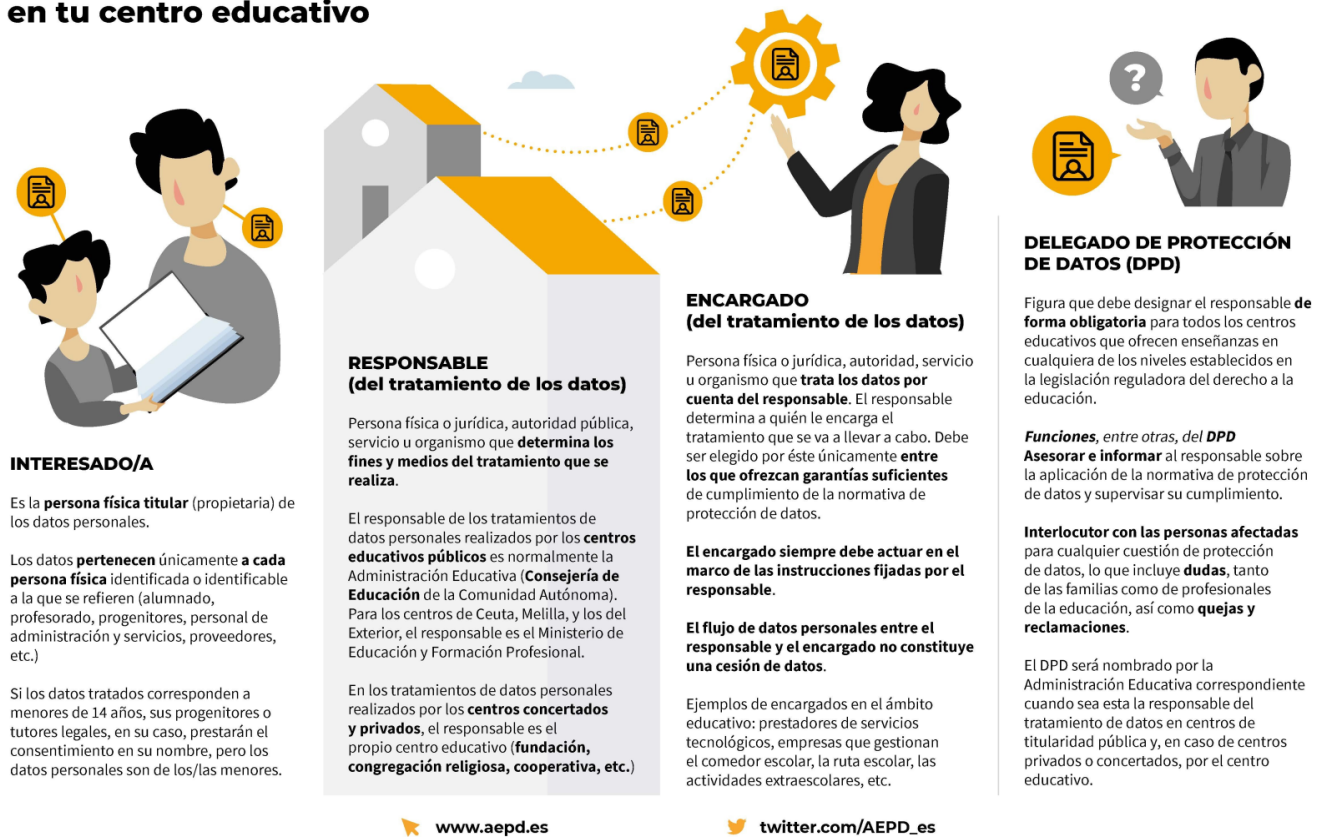 en tu centro educativo
?
INTERESADO/A
Es la persona física titular (propietaria) de
los datos personales.
Los datos pertenecen únicamente a cada
persona física identificada o identificable
a la que se refieren (alumnado,
profesorado, progenitores, personal de
administración y servicios, proveedores,
etc.)
Si los datos tratados corresponden a
menores de 14 años, sus progenitores o
tutores legales, en su caso, prestarán el
consentimiento en su nombre, pero los
datos personales son de los/las menores.
RESPONSABLE
(del tratamiento de los datos)
Persona física o jurídica, autoridad pública,
servicio u organismo que determina los
fines y medios del tratamiento que se
realiza.
El responsable de los tratamientos de
datos personales realizados por los centros
educativos públicos es normalmente la
Administración Educativa (Consejería de
Educación de la Comunidad Autónoma).
Para los centros de Ceuta, Melilla, y los del
Exterior, el responsable es el Ministerio de
Educación y Formación Profesional.
En los tratamientos de datos personales
realizados por los centros concertados
y privados, el responsable es el
propio centro educativo (fundación,
congregación religiosa, cooperativa, etc.)
ENCARGADO
(del tratamiento de los datos)
Persona física o jurídica, autoridad, servicio
u organismo que trata los datos por
cuenta del responsable. El responsable
determina a quién le encarga el
tratamiento que se va a llevar a cabo. Debe
ser elegido por éste únicamente entre
los que ofrezcan garantías suficientes
de cumplimiento de la normativa de
protección de datos.
El encargado siempre debe actuar en el
marco de las instrucciones fijadas por el
responsable.
El flujo de datos personales entre el
responsable y el encargado no constituye
una cesión de datos.
Ejemplos de encargados en el ámbito
educativo: prestadores de servicios
tecnológicos, empresas que gestionan
el comedor escolar, la ruta escolar, las
actividades extraescolares, etc.
DELEGADO DE PROTECCIÓN
DE DATOS (DPD)
Figura que debe designar el responsable de
forma obligatoria para todos los centros
educativos que ofrecen enseñanzas en
cualquiera de los niveles establecidos en
la legislación reguladora del derecho a la
educación.
Funciones, entre otras, del DPD
Asesorar e informar al responsable sobre
la aplicación de la normativa de protección
de datos y supervisar su cumplimiento.
Interlocutor con las personas afectadas
para cualquier cuestión de protección
de datos, lo que incluye dudas, tanto
de las familias como de profesionales
de la educación, así como quejas y
reclamaciones.
El DPD será nombrado por la
Administración Educativa correspondiente
cuando sea esta la responsable del
tratamiento de datos en centros de
titularidad pública y, en caso de centros
privados o concertados, por el centro
educativo.
www.aepd.es
twitter.com/AEPD_es